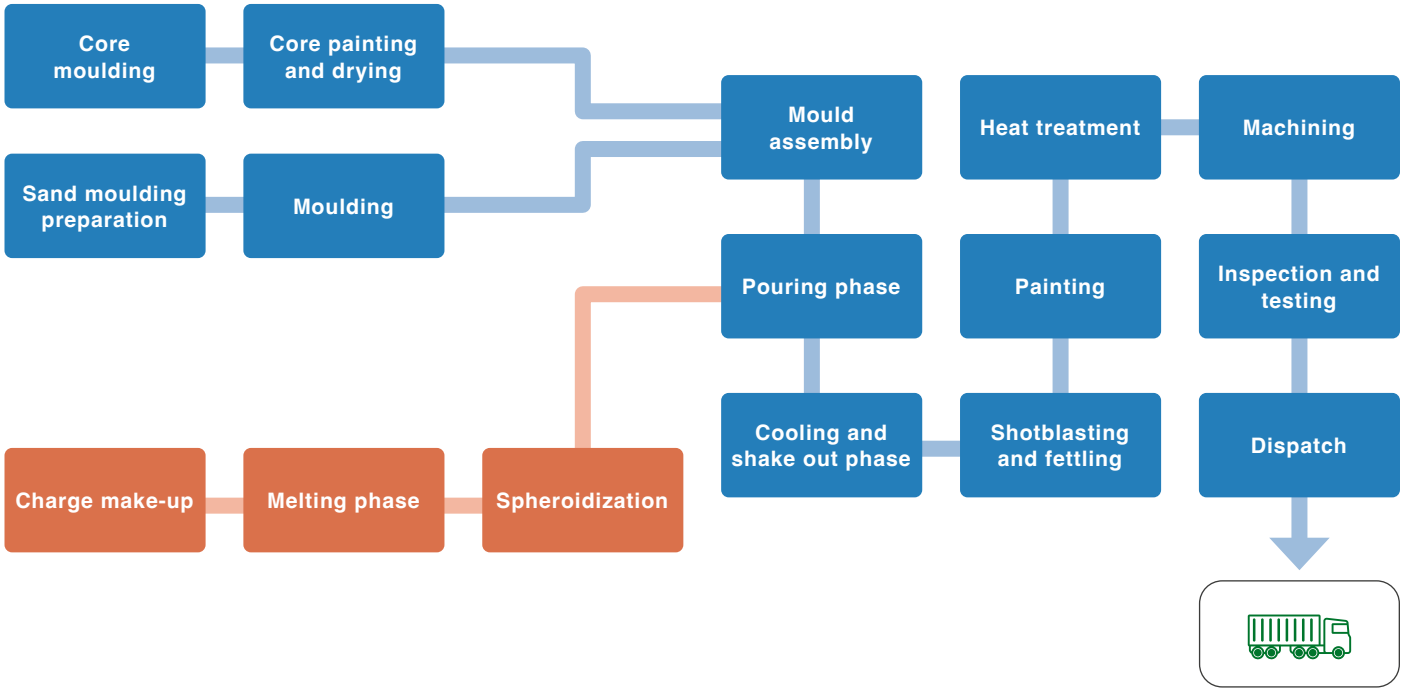 Core
moulding
Core painting
and drying
Sand moulding
preparation
Moulding
Charge make-up
Melting phase
Spheroidization
Mould
assembly
Pouring phase
Cooling and
shake out phase
Shotblasting
and fettling
Painting
Heat treatment
Machining
Inspection and
testing
Dispatch